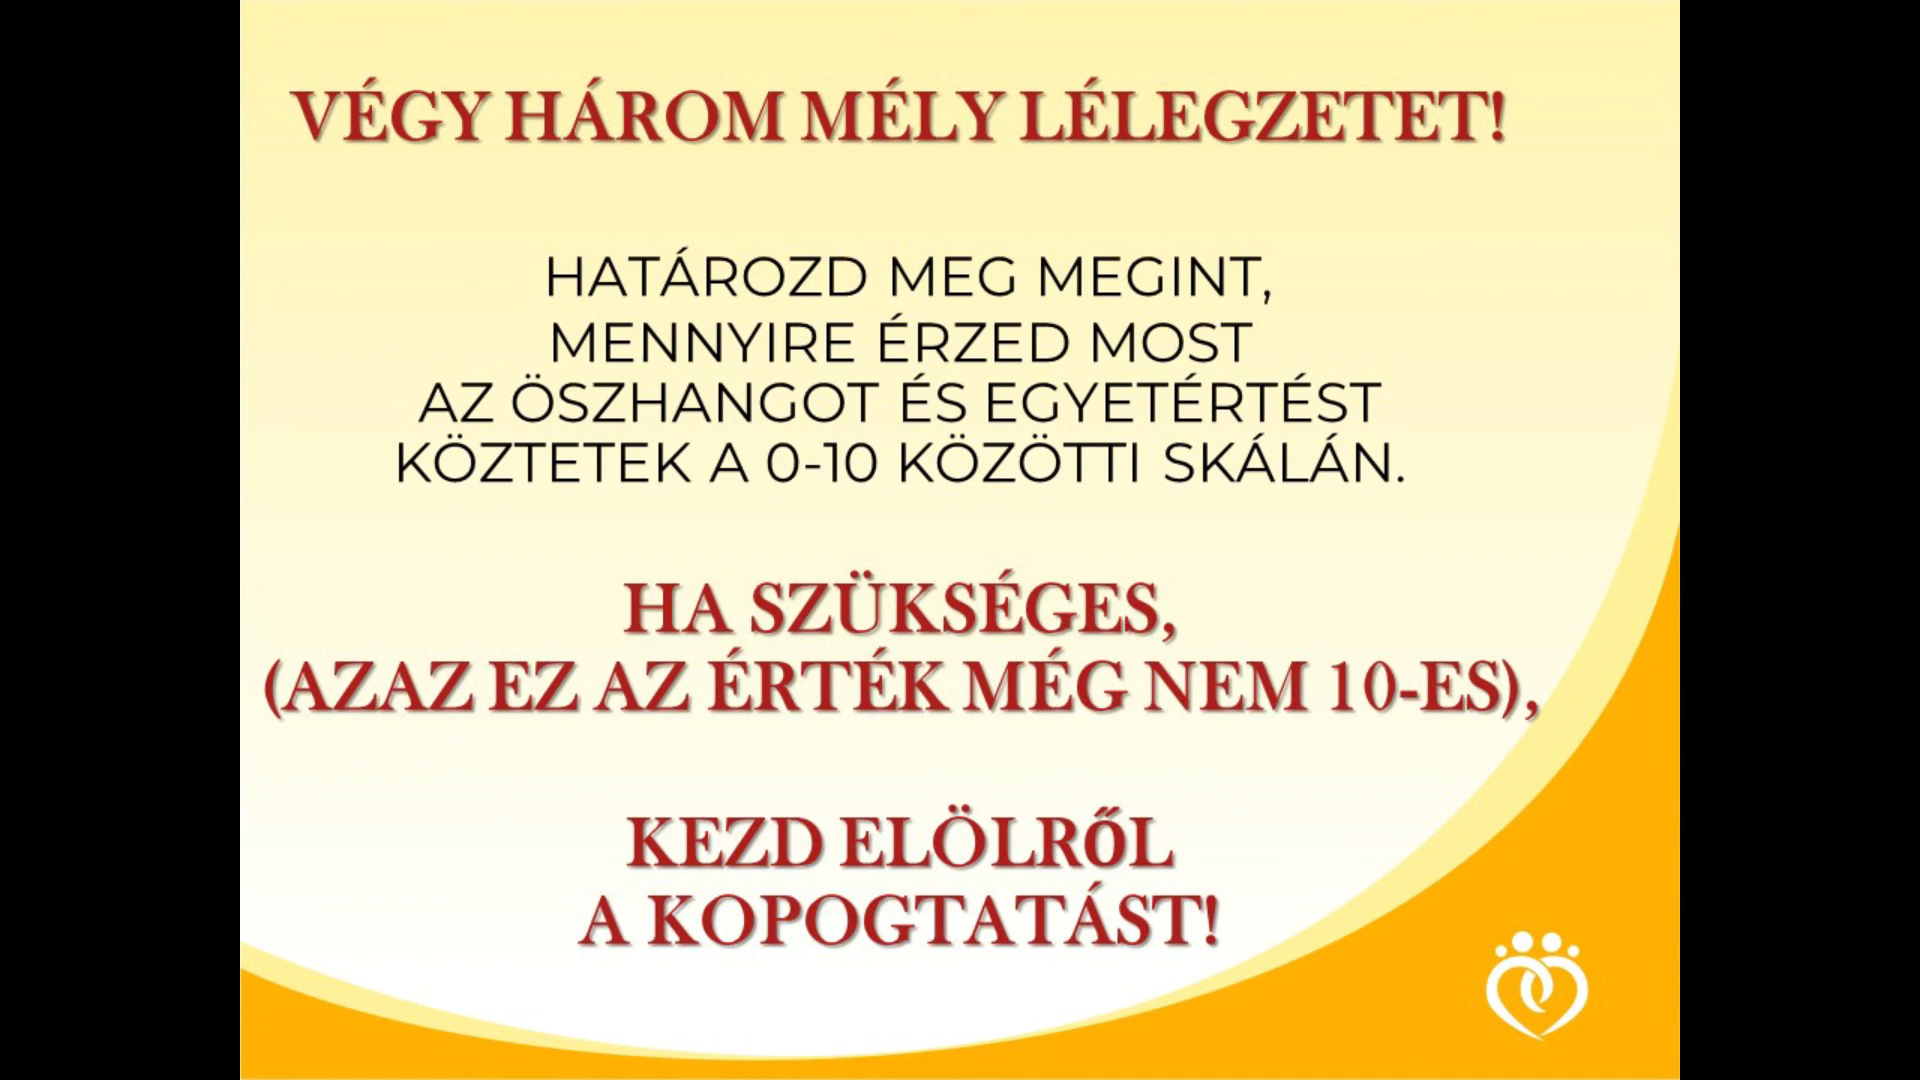 VÉGY HÁROM MÉLY LÉLEGZETET!
HATÁROZD MEG MEGINT,
MENNYIRE ÉRZED MOST
AZ ÖSZHANGOT ÉS EGYETÉRTÉST
KÖZTETEK A 0-10 KÖZÖTTI SKÁLÁN.
HA SZÜKSÉGES,
(AZAZ EZ AZ ÉRTÉK MÉG NEM 10-ES),
KEZD ELÖLRŐL
A KOPOGTATÁST!